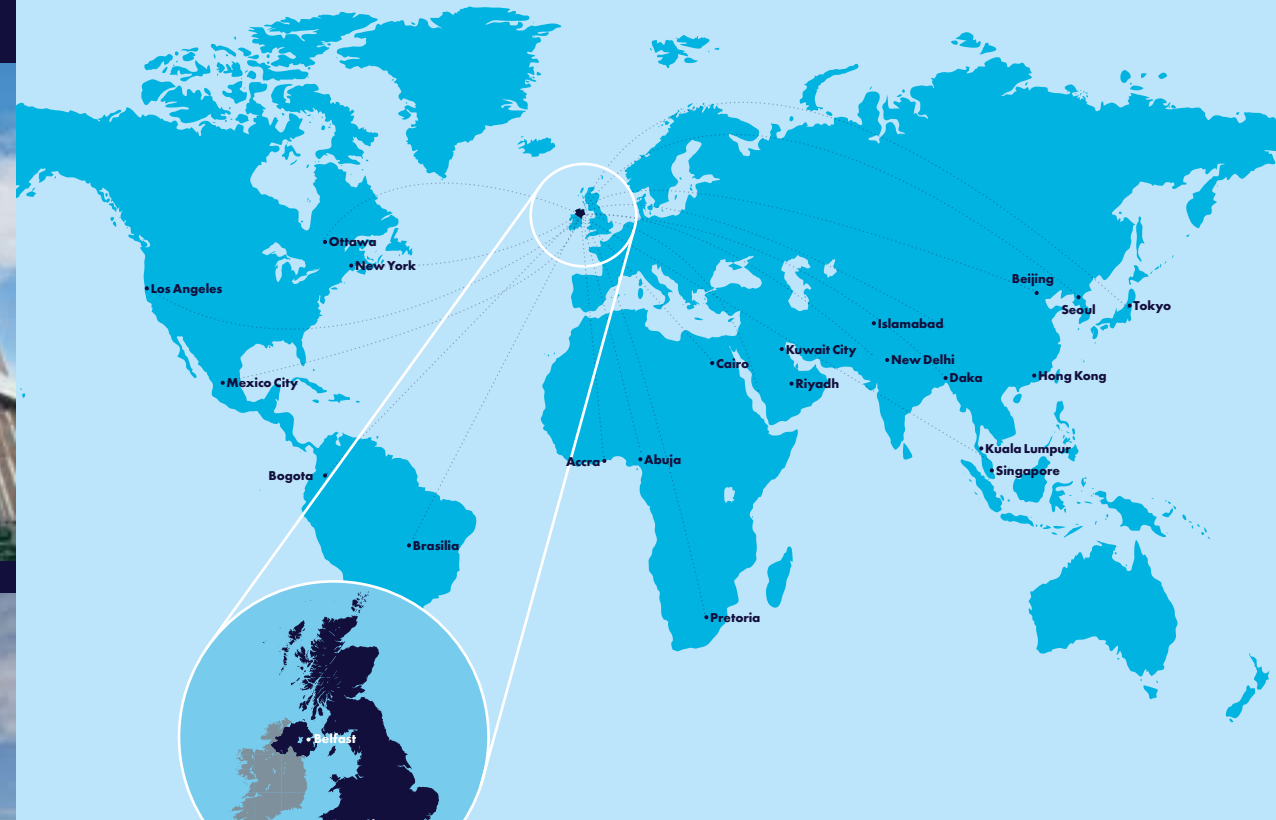 Ottawa
New York
Beijing
Los Angeles
Tokyo
Seoul
Islamabad
Kuwait City
New Delhi
Cairo
Daka
Hong Kong
Mexico City
Riyadh
Kuala Lumpur
Accra
Abuja
Singapore
Bogota
Brasilia
Pretoria
Belfast